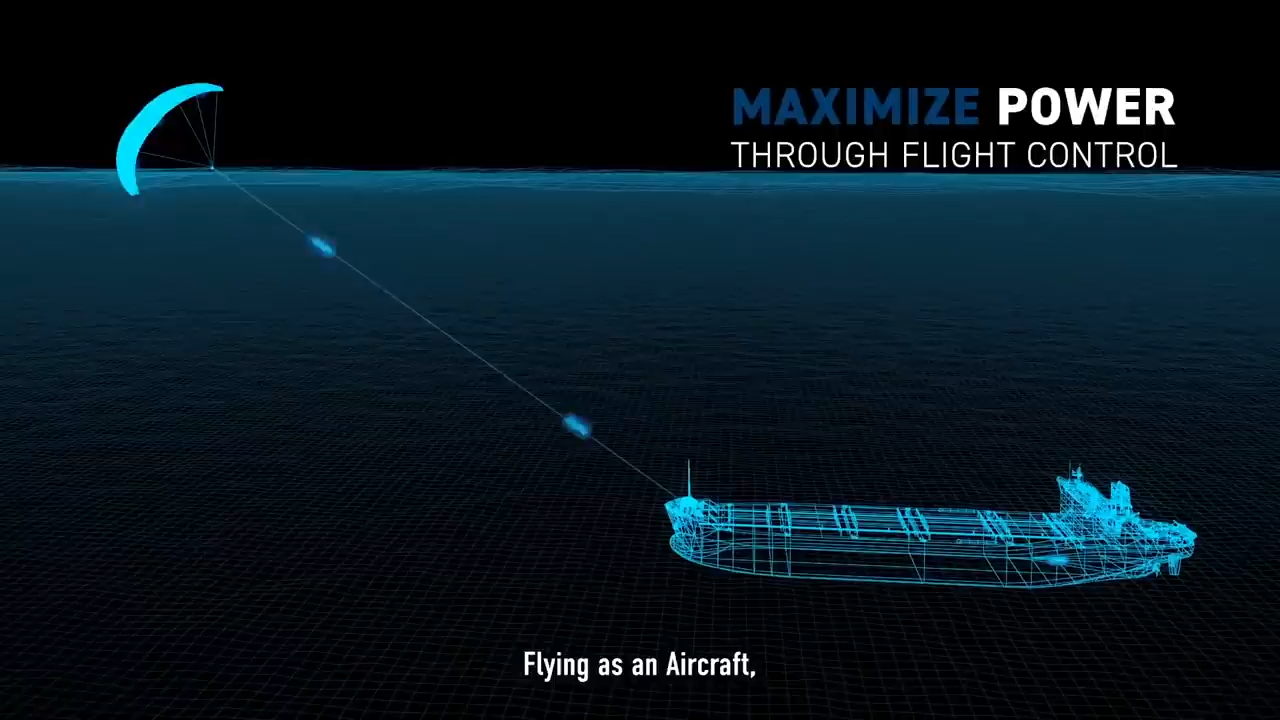 MAXIMIZE POWER
THROUGH FLIGHT CONTROL
Flying as an Aircraft,